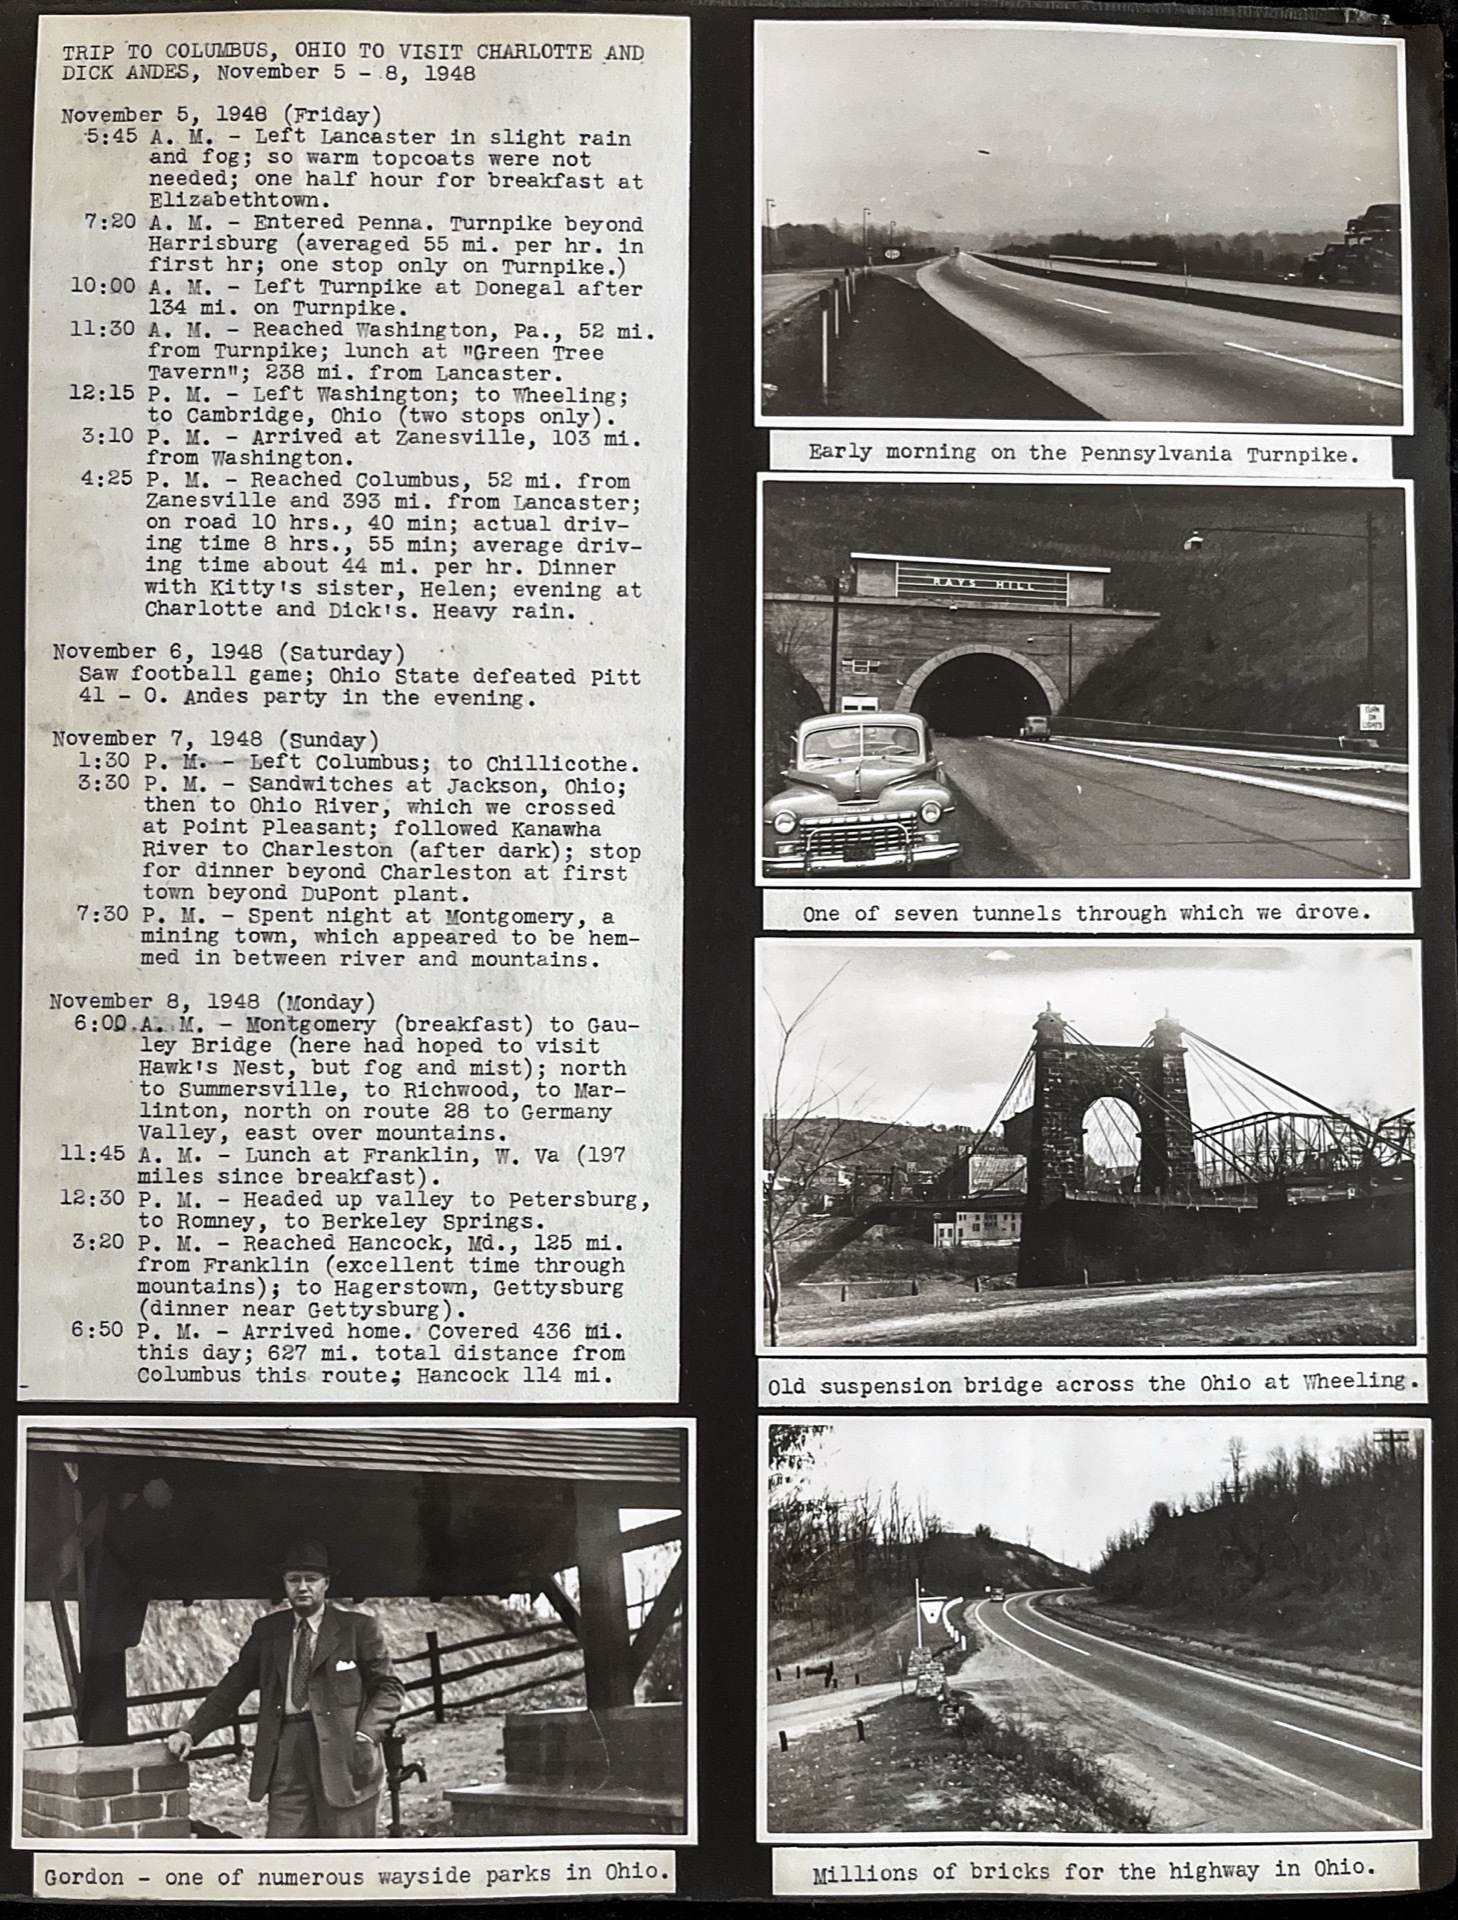 TRIP TO COLUMBUS, OHIO TO VISIT CHARLOTTE AND
DICK ANDES, November 5 - 8, 1948
November 5, 1948 (Friday)
5:45 A. M. - Left Lancaster in slight rain
and fog; so warm topcoats were not
needed; one half hour for breakfast at
Elizabethtown.
7:20 A. M. - Entered Penna. Turnpike beyond
Harrisburg (averaged 55 mi. per hr. in
first hr; one stop only on Turnpike.)
10:00 A. M. - Left Turnpike at Donegal after
134 mi. on Turnpike.
11:30 A. M. - Reached Washington, Pa., 52 mi.
from Turnpike; lunch at "Green Tree
Tavern"; 238 mi. from Lancaster.
12:15 P. M. - Left Washington; to Wheeling;
to Cambridge, Ohio (two stops only).
3:10 P. M. - Arrived at Zanesville, 103 mi.
from Washington.
4:25 P. M. - Reached Columbus, 52 mi. from
Zanesville and 393 mi. from Lancaster;
on road 10 hrs., 40 min; actual driv-
ing time 8 hrs., 55 min; average driv-
ing time about 44 mi. per hr. Dinner
with Kitty's sister, Helen; evening at
Charlotte and Dick's. Heavy rain.
November 6, 1948 (Saturday)
Saw football game; Ohio State defeated Pitt
41 - 0. Andes party in the evening.
November 7, 1948 (Sunday)
1:30 P. M. - Left Columbus; to Chillicothe.
3:30 P. M. - Sandwitches at Jackson, Ohio;
then to Ohio River, which we crossed
at Point Pleasant; followed Kanawha
River to Charleston (after dark); stop
for dinner beyond Charleston at first
town beyond DuPont plant.
7:30 P. M. - Spent night at Montgomery, a
mining town, which appeared to be hem-
med in between river and mountains.
November 8, 1948 (Monday)
6:00 A. M. - Montgomery (breakfast) to Gau-
ley Bridge (here had hoped to visit
Hawk's Nest, but fog and mist); north
to Summersville, to Richwood, to Mar-
linton, north on route 28 to Germany
Valley, east over mountains.
11:45 A. M. - Lunch at Franklin, W. Va (197
miles since breakfast).
12:30 P. M. - Headed up valley to Petersburg,
to Romney, to Berkeley Springs.
3:20 P. M. - Reached Hancock, Md., 125 mi.
from Franklin (excellent time through
mountains); to Hagerstown, Gettysburg
(dinner near Gettysburg).
6:50 P. M. - Arrived home. Covered 436 mi.
this day; 627 mi. total distance from
Columbus this route; Hancock 114 mi.
Gordon - one of numerous wayside parks in Ohio.
Early morning on the Pennsylvania Turnpike.
RAYS HILL
TURN
ON
LIGHTS
One of seven tunnels through which we drove.
Old suspension bridge across the Ohio at Wheeling.
Millions of bricks for the highway in Ohio.